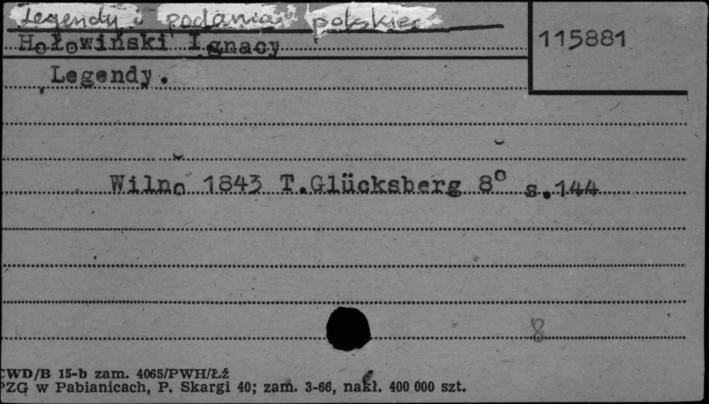 Legendy i podania polskie
Hołowiński Ignacy
115881
Legendy.
Wilno 1843 T.Glücksberg 8° s.144
8
CWD/B 15-b zam. 4065/PWH/Łź
PZG w Pabianicach, P. Skargi 40; zam. 3-66, nakł. 400 000 szt.